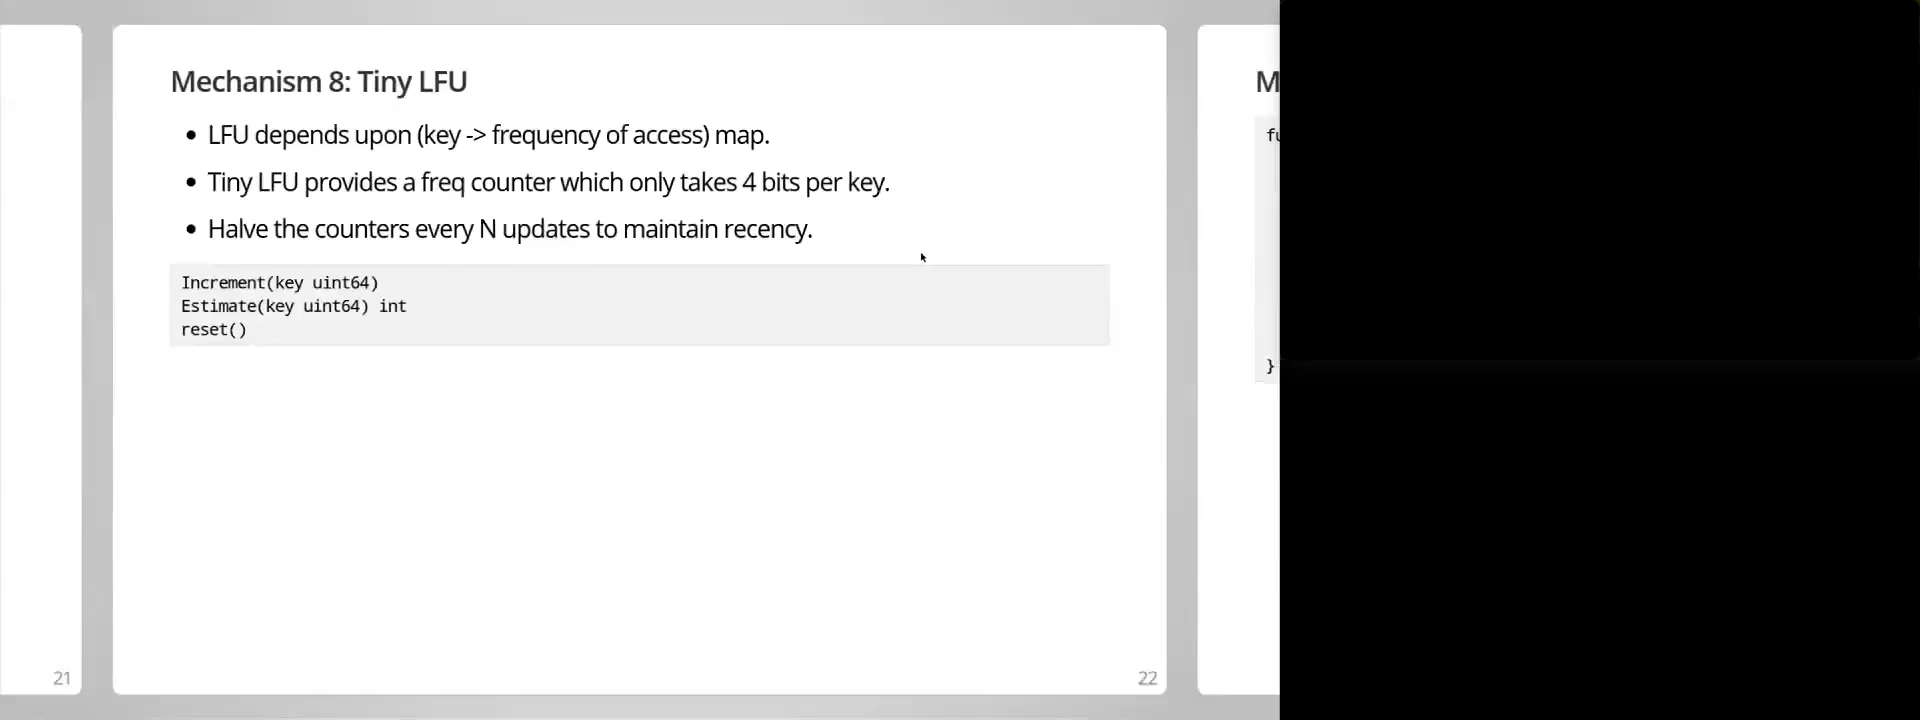 Mechanism 8: Tiny LFU
• LFU depends upon (key -> frequency of access) map.
• Tiny LFU provides a freq counter which only takes 4 bits per key.
• Halve the counters every N updates to maintain recency.
Increment(key uint64)
Estimate(key uint64) int
reset()
21
22
M
fu
}